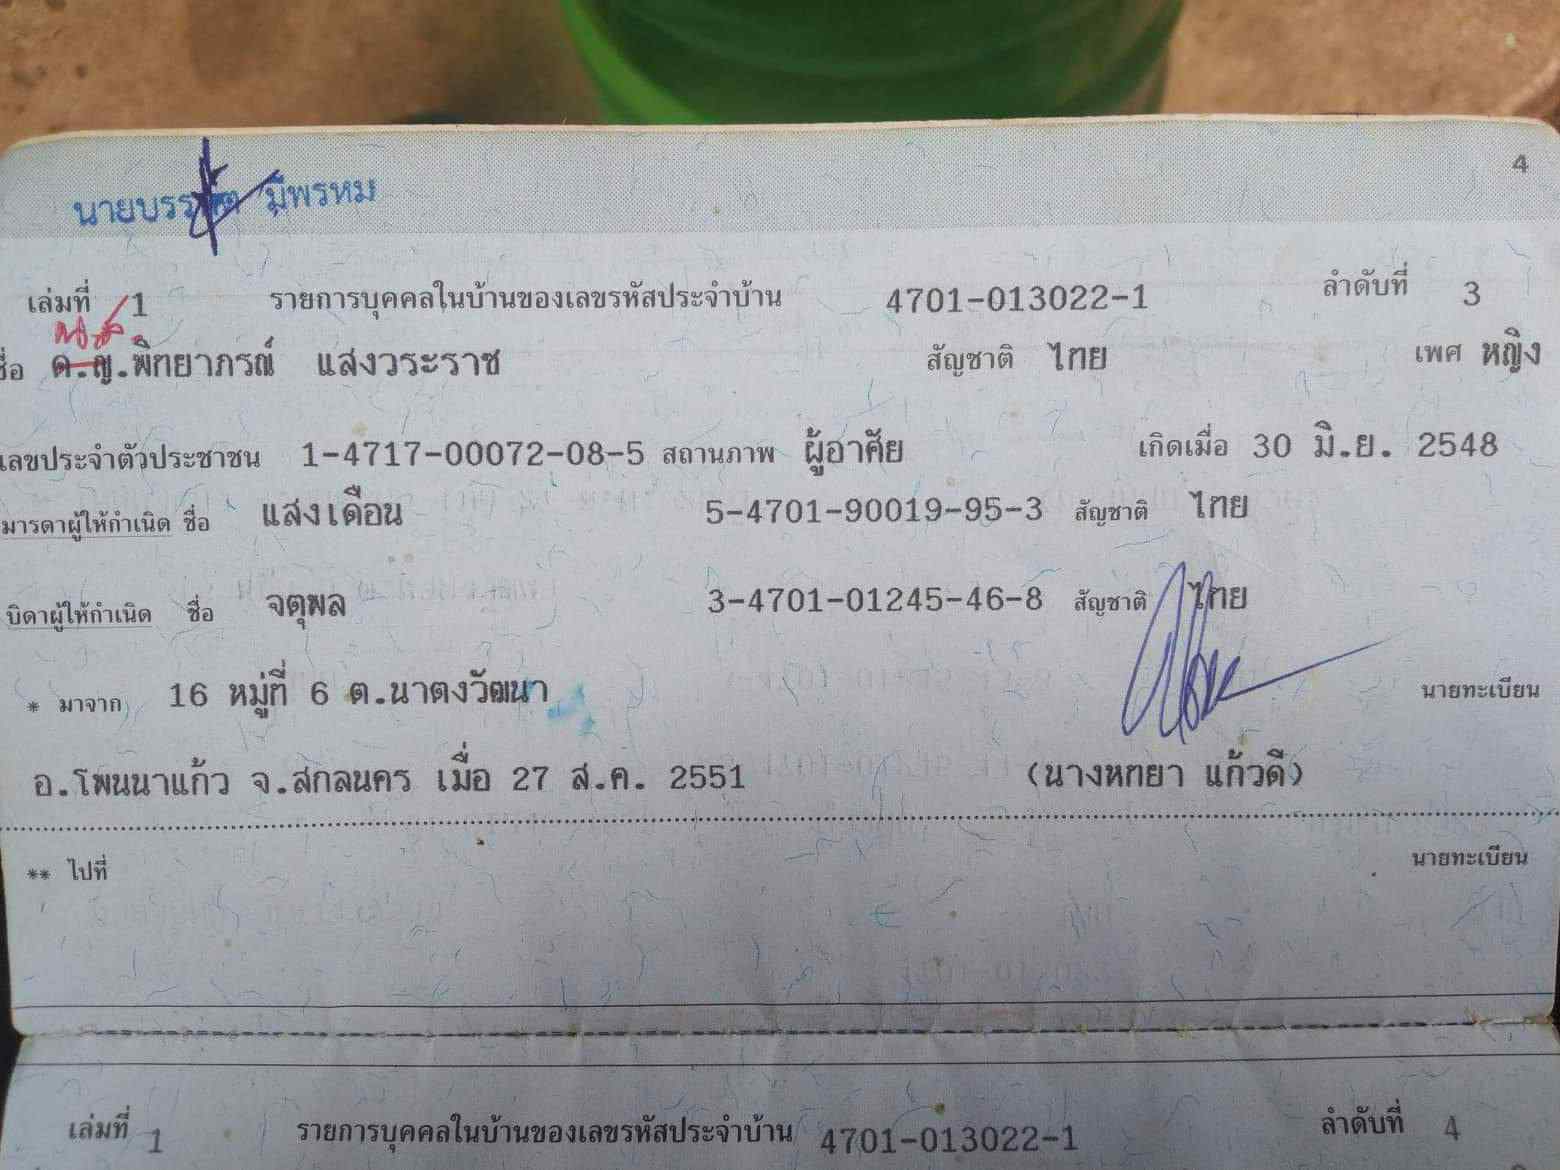 4
นายบรร มีพรหม
เล่มที่ 1 รายการบุคคลในบ้านของเลขรหัสประจำบ้าน 4701-013022-1 ลำดับที่ 3
น.ส.
ชื่อ ด.ญ.พิทยาภรณ์ แสงวระราช สัญชาติ ไทย เพศ หญิง
เลขประจำตัวประชาชน 1-4717-00072-08-5 สถานภาพ ผู้อาศัย เกิดเมื่อ 30 มิ.ย. 2548
มารดาผู้ให้กำเนิด ชื่อ แสงเดือน 5-4701-90019-95-3 สัญชาติ ไทย
บิดาผู้ให้กำเนิด ชื่อ จตุพล 3-4701-01245-46-8 สัญชาติ ไทย
* มาจาก 16 หมู่ที่ 6 ต.นาตงวัฒนา นายทะเบียน
อ.โพนนาแก้ว จ.สกลนคร เมื่อ 27 ส.ค. 2551 (นางหทยา แก้วดี)
** ไปที่ นายทะเบียน
เล่มที่ 1 รายการบุคคลในบ้านของเลขรหัสประจำบ้าน 4701-013022-1 ลำดับที่ 4